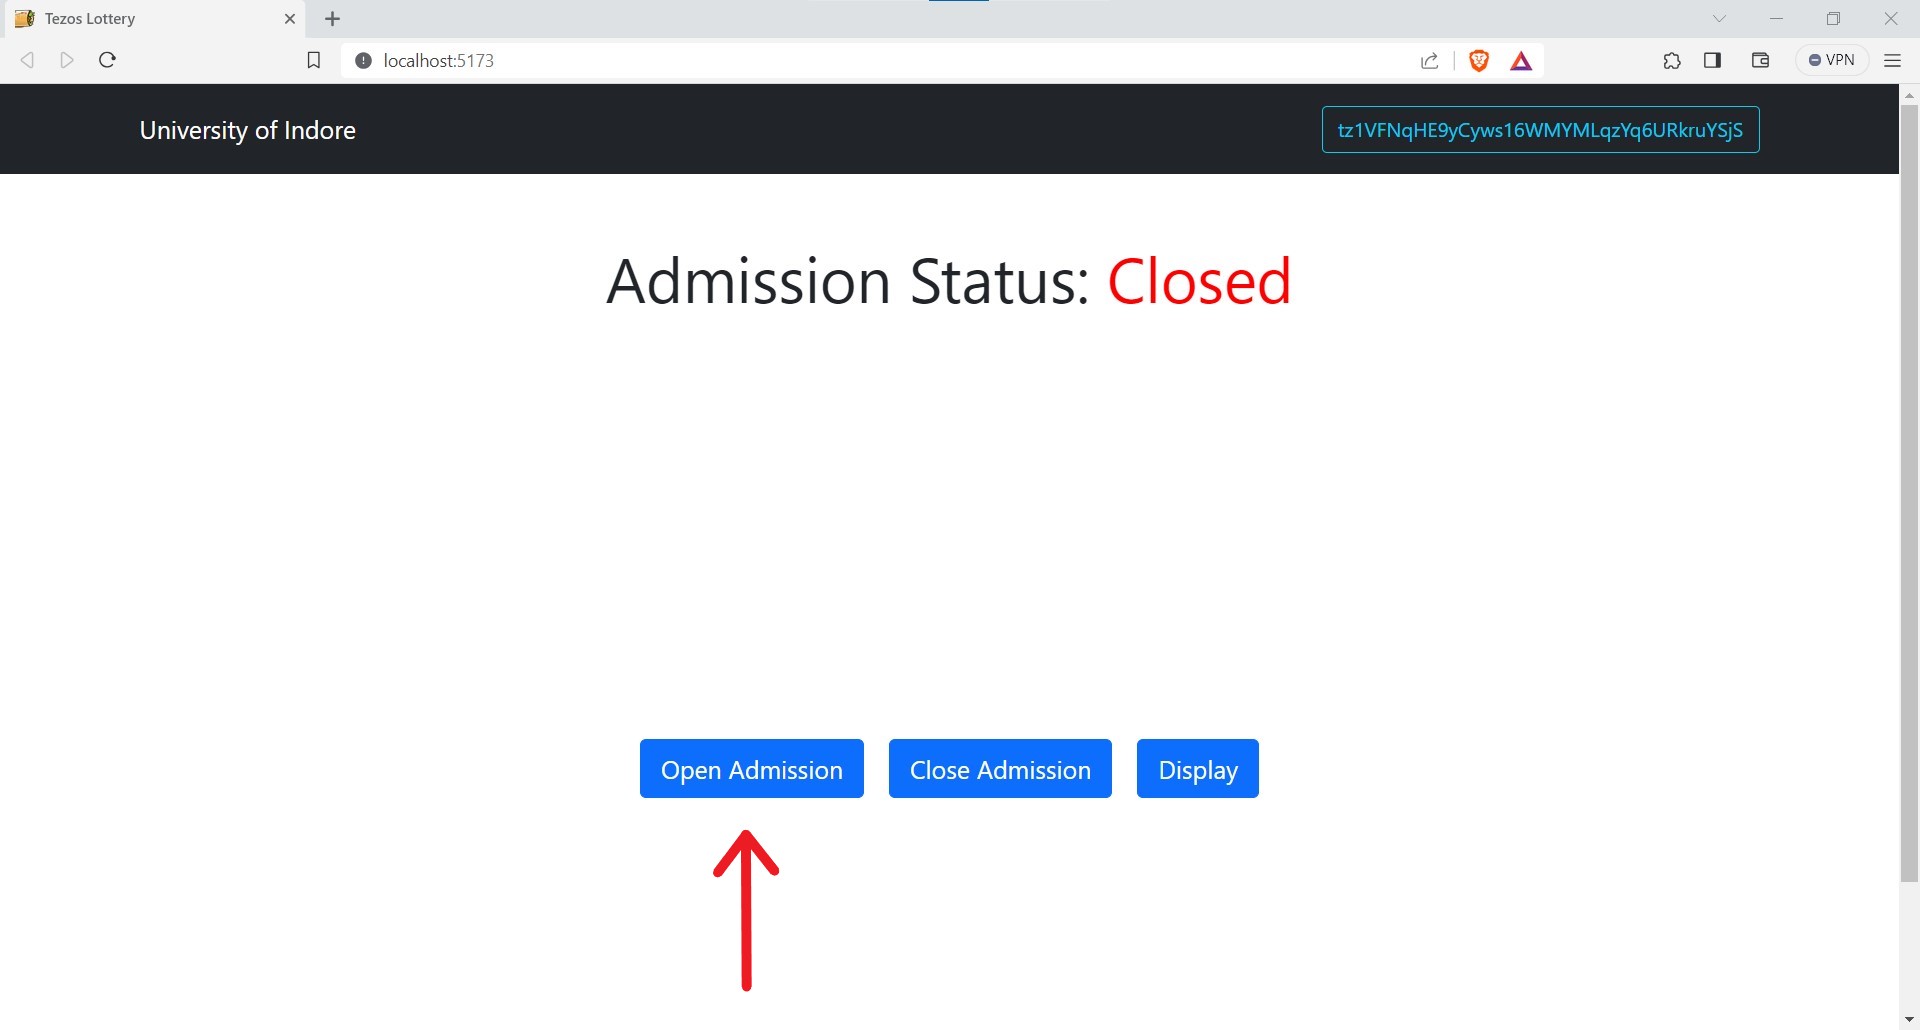 Tezos Lottery
localhost:5173
VPN
University of Indore
tz1VFNqHE9yCyws16WMYMLqzYq6URkruYSjS
Admission Status: Closed
Open Admission
Close Admission
Display